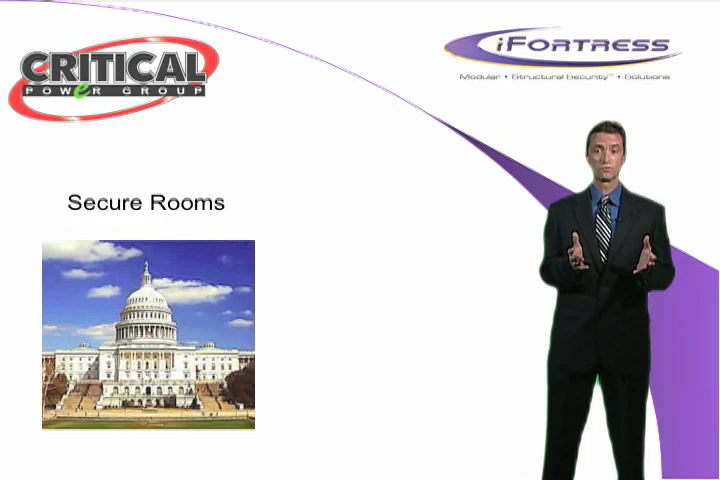 CRITICAL
POWER GROUP
iFORTRESS
Modular • Structural Security™ • Solutions
Secure Rooms